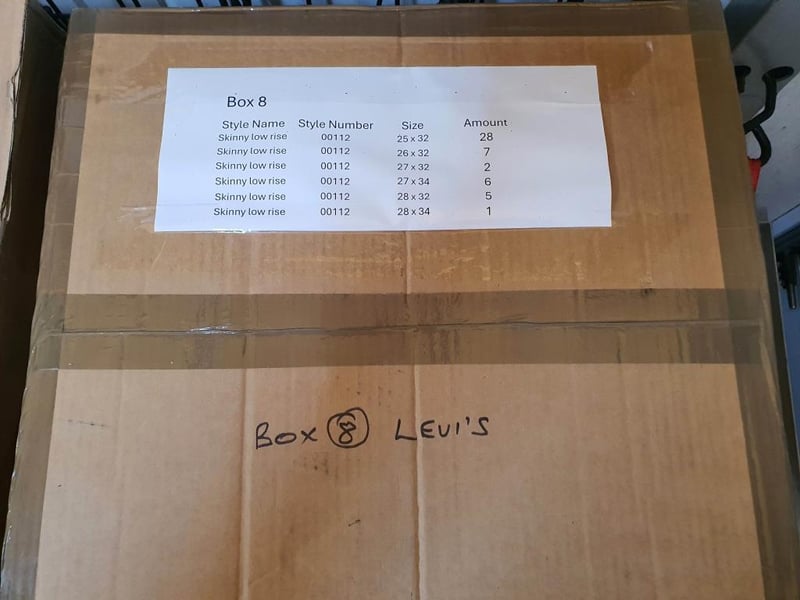 Box 8
Style Name Style Number Size Amount
Skinny low rise 00112 25 x 32 28
Skinny low rise 00112 26 x 32 7
Skinny low rise 00112 27 x 32 2
Skinny low rise 00112 27 x 34 6
Skinny low rise 00112 28 x 32 5
Skinny low rise 00112 28 x 34 1
BOX 8 LEVI'S